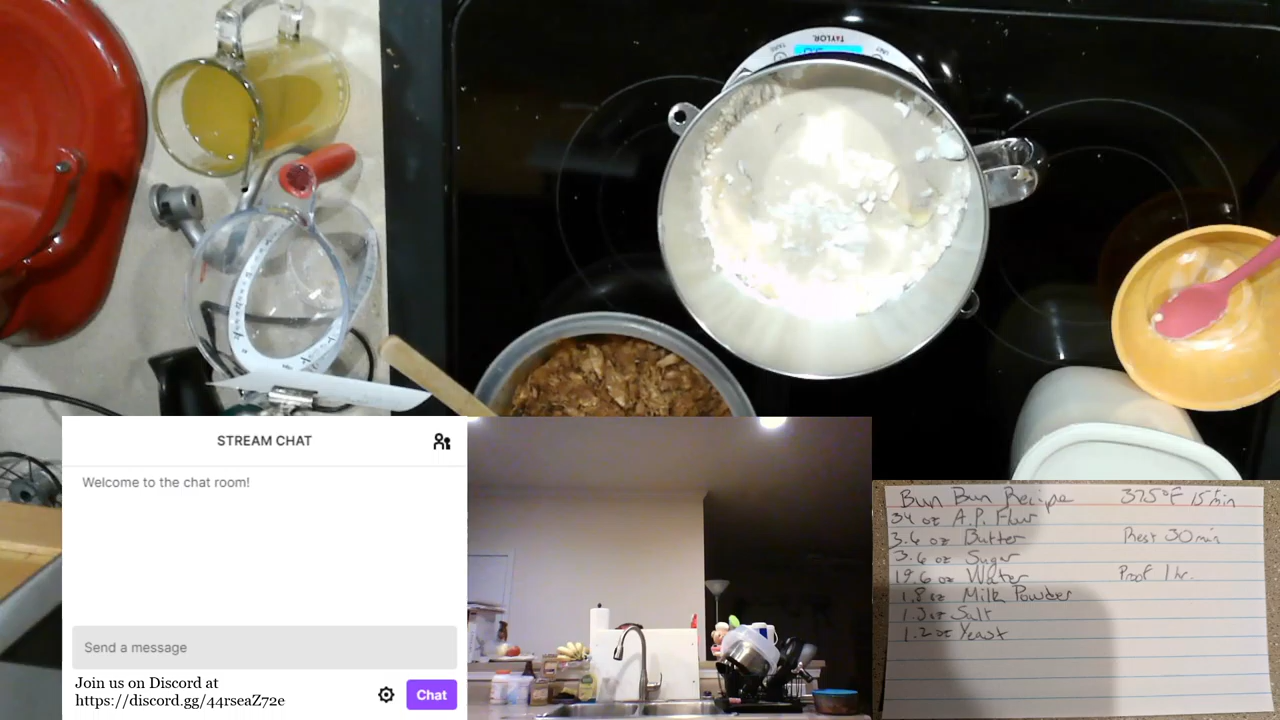 TAYLOR
STREAM CHAT
Welcome to the chat room!
Send a message
Join us on Discord at
https://discord.gg/44rseaZ72e
Chat
Bun Bun Recipe 375°F 15 min
34 oz A.P. Flour
3.6 oz Butter Rest 30 min
3.6 oz Sugar
19.6 oz Water Proof 1 hr.
1.8 oz Milk Powder
1.3 oz Salt
1.2 oz Yeast